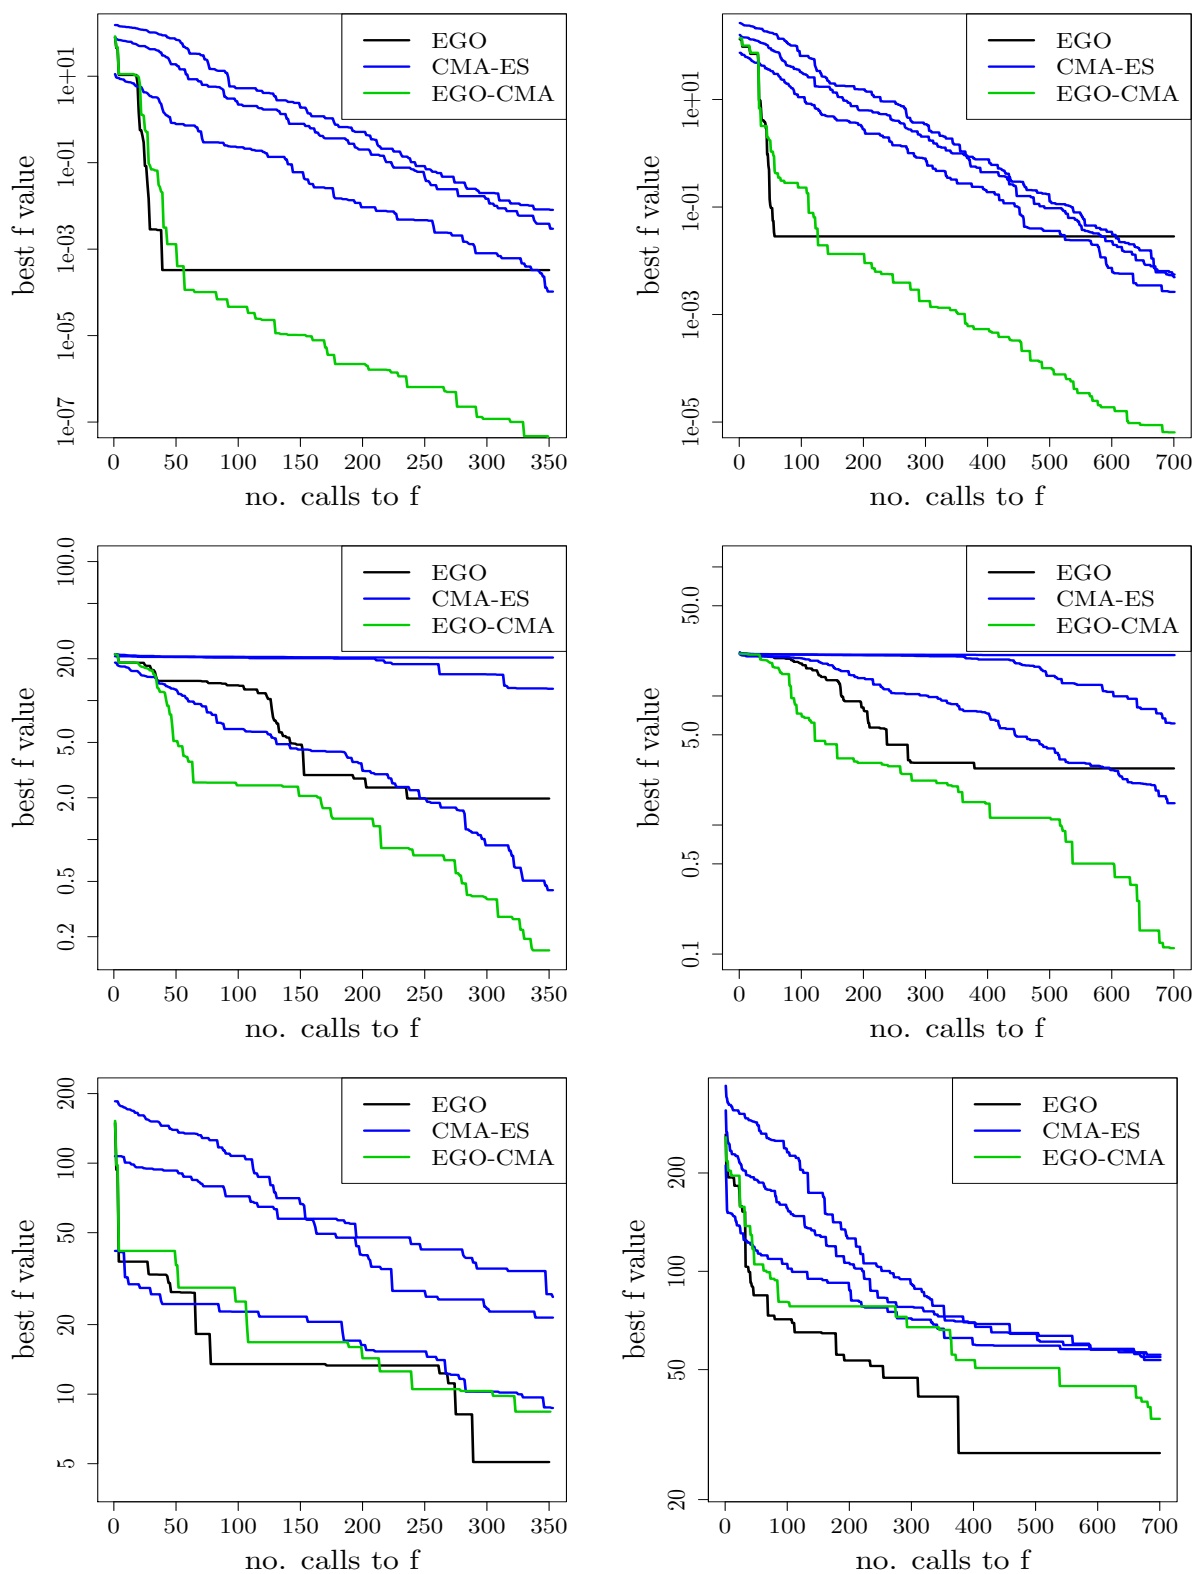 EGO
CMA-ES
EGO-CMA
1e+01
1e-01
1e-03
1e-05
1e-07
best f value
0 50 100 150 200 250 300 350
no. calls to f
EGO
CMA-ES
EGO-CMA
1e+01
1e-01
1e-03
1e-05
best f value
0 100 200 300 400 500 600 700
no. calls to f
EGO
CMA-ES
EGO-CMA
100.0
20.0
5.0
2.0
0.5
0.2
best f value
0 50 100 150 200 250 300 350
no. calls to f
EGO
CMA-ES
EGO-CMA
50.0
5.0
0.5
0.1
best f value
0 100 200 300 400 500 600 700
no. calls to f
EGO
CMA-ES
EGO-CMA
200
100
50
20
10
5
best f value
0 50 100 150 200 250 300 350
no. calls to f
EGO
CMA-ES
EGO-CMA
200
100
50
20
best f value
0 100 200 300 400 500 600 700
no. calls to f